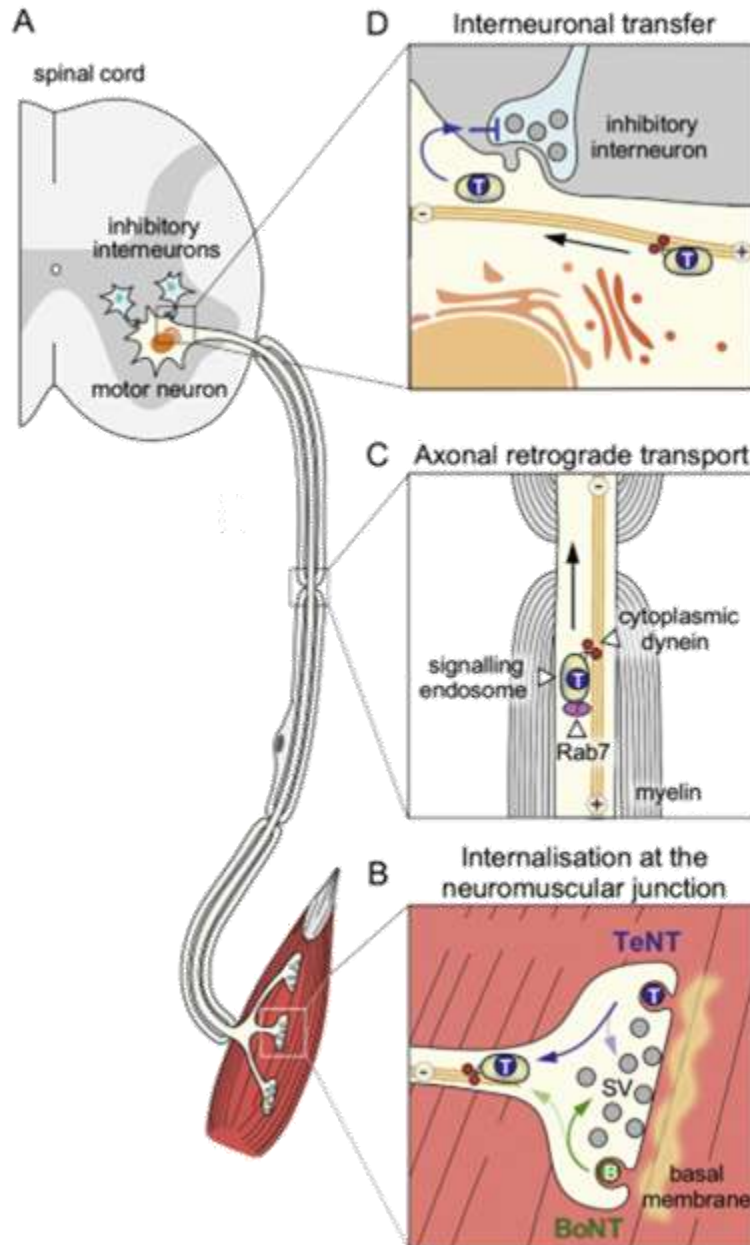 A
spinal cord
inhibitory
interneurons
motor neuron
D
Interneuronal transfer
inhibitory
interneuron
T
-
T
+
C
Axonal retrograde transport
-
cytoplasmic
dynein
signalling
endosome
T
Rab7
+
myelin
B
Internalisation at the
neuromuscular junction
TeNT
T
T
-
SV
B
basal
membrane
BoNT